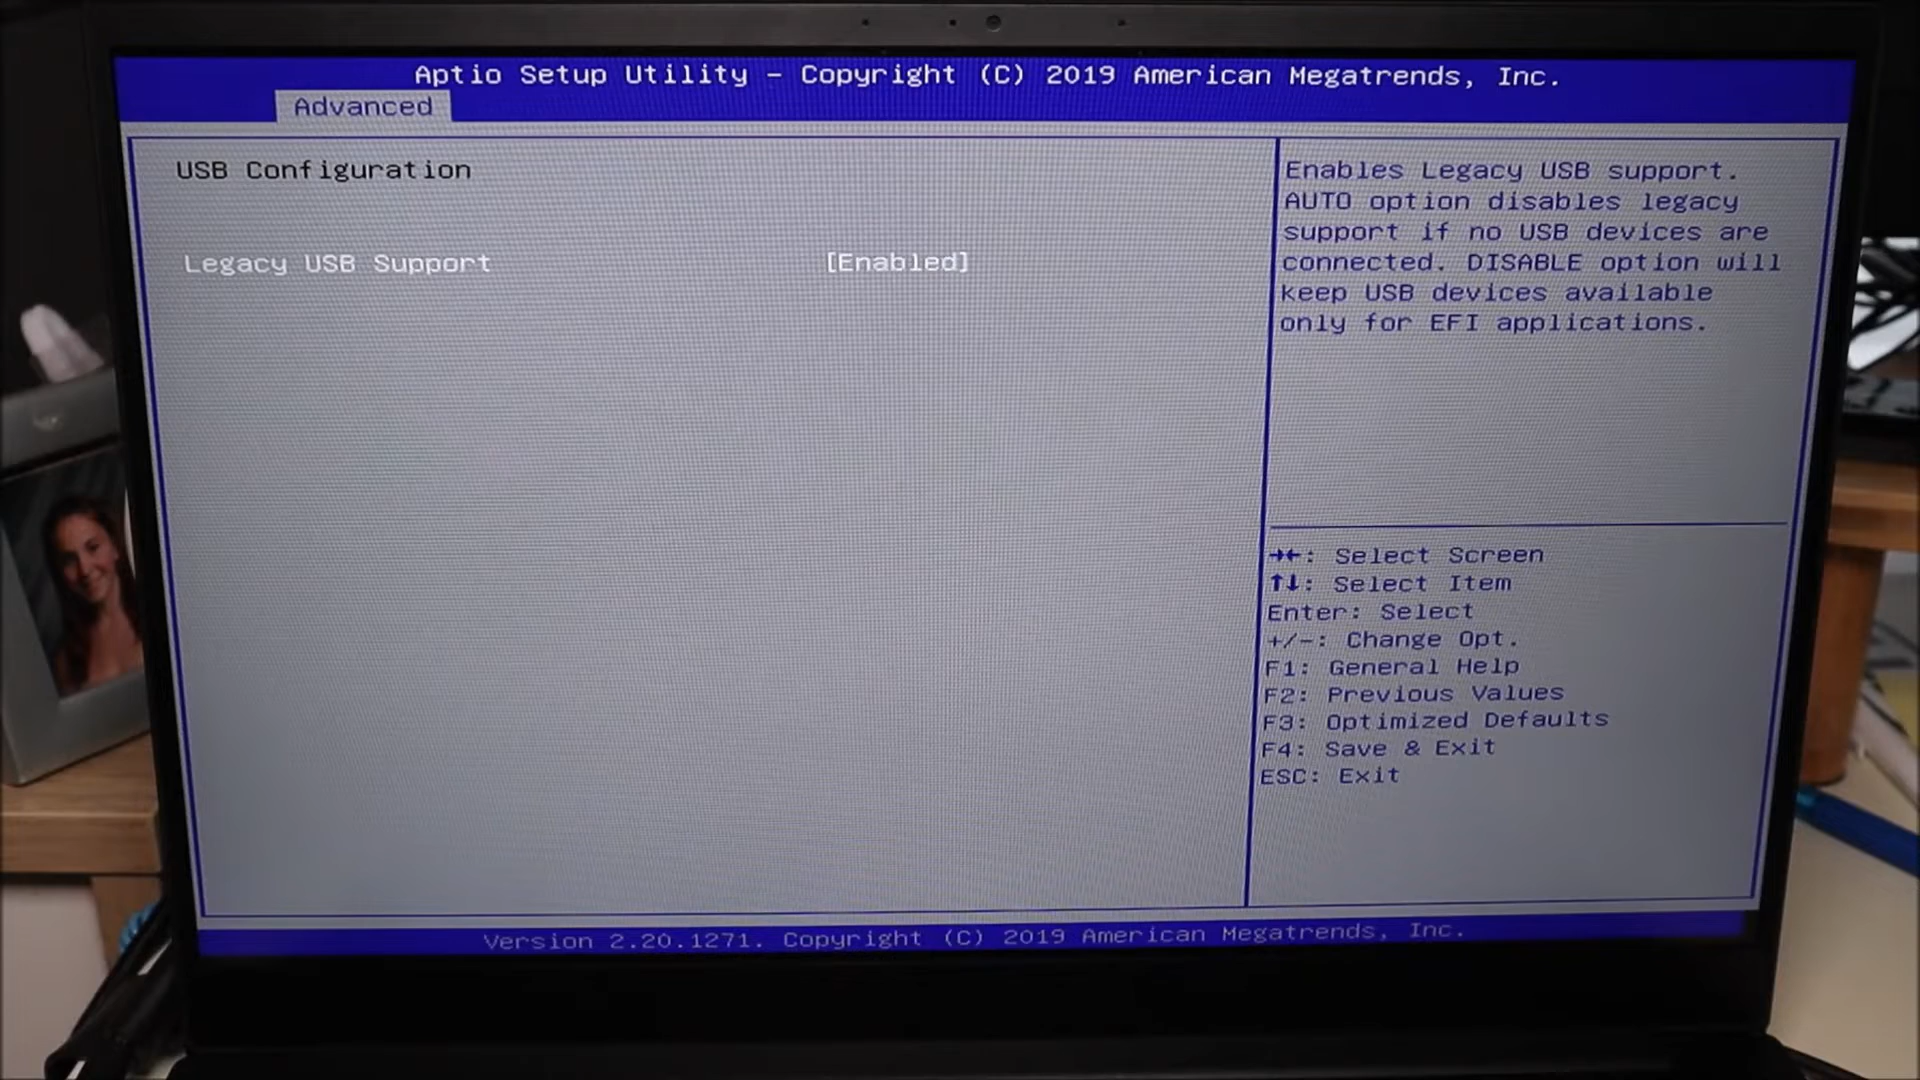 Aptio Setup Utility - Copyright (C) 2019 American Megatrends, Inc.
Advanced
USB Configuration
Legacy USB Support [Enabled]
Enables Legacy USB support.
AUTO option disables legacy
support if no USB devices are
connected. DISABLE option will
keep USB devices available
only for EFI applications.
→←: Select Screen
↑↓: Select Item
Enter: Select
+/-: Change Opt.
F1: General Help
F2: Previous Values
F3: Optimized Defaults
F4: Save & Exit
ESC: Exit
Version 2.20.1271. Copyright (C) 2019 American Megatrends, Inc.